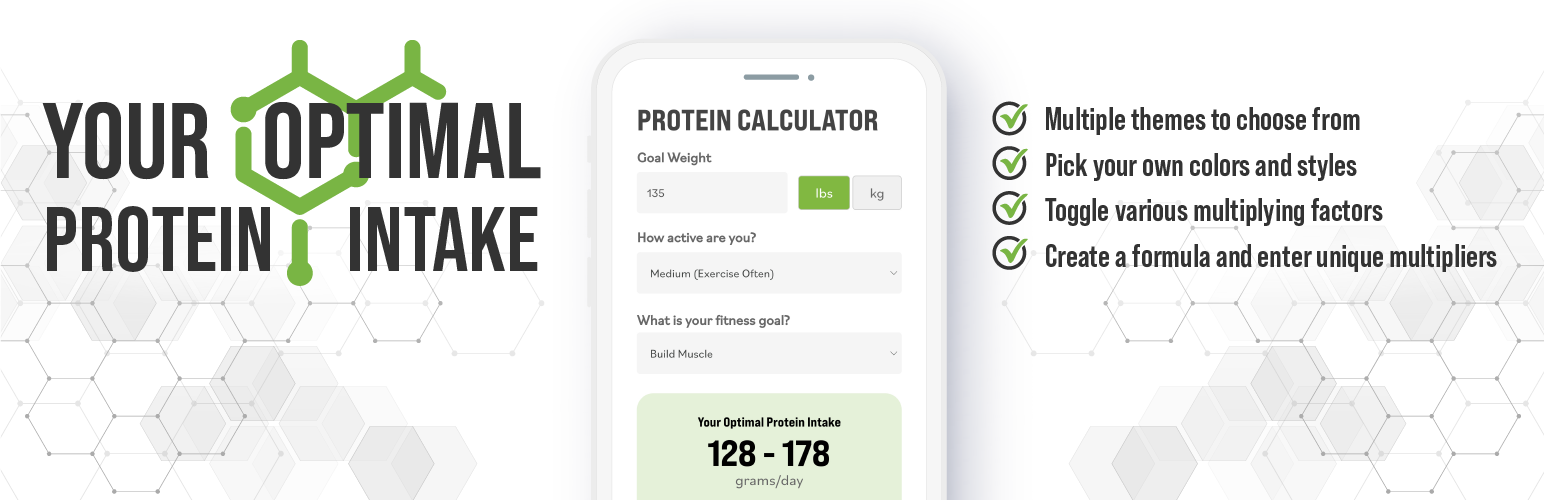 YOUR OPTIMAL
PROTEIN INTAKE
PROTEIN CALCULATOR
Goal Weight
135
lbs
kg
How active are you?
Medium (Exercise Often)
What is your fitness goal?
Build Muscle
Your Optimal Protein Intake
128 - 178
grams/day
Multiple themes to choose from
Pick your own colors and styles
Toggle various multiplying factors
Create a formula and enter unique multipliers